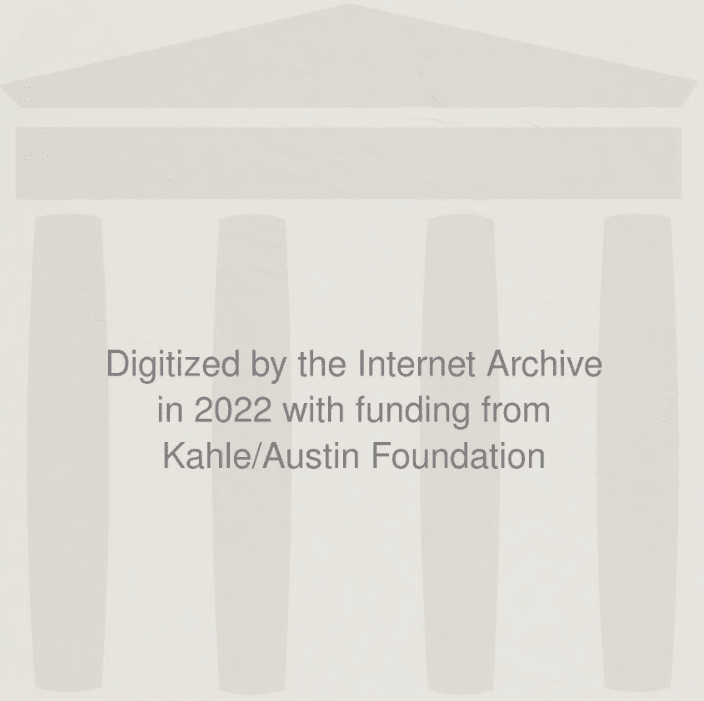 Digitized by the Internet Archive
in 2022 with funding from
Kahle/Austin Foundation